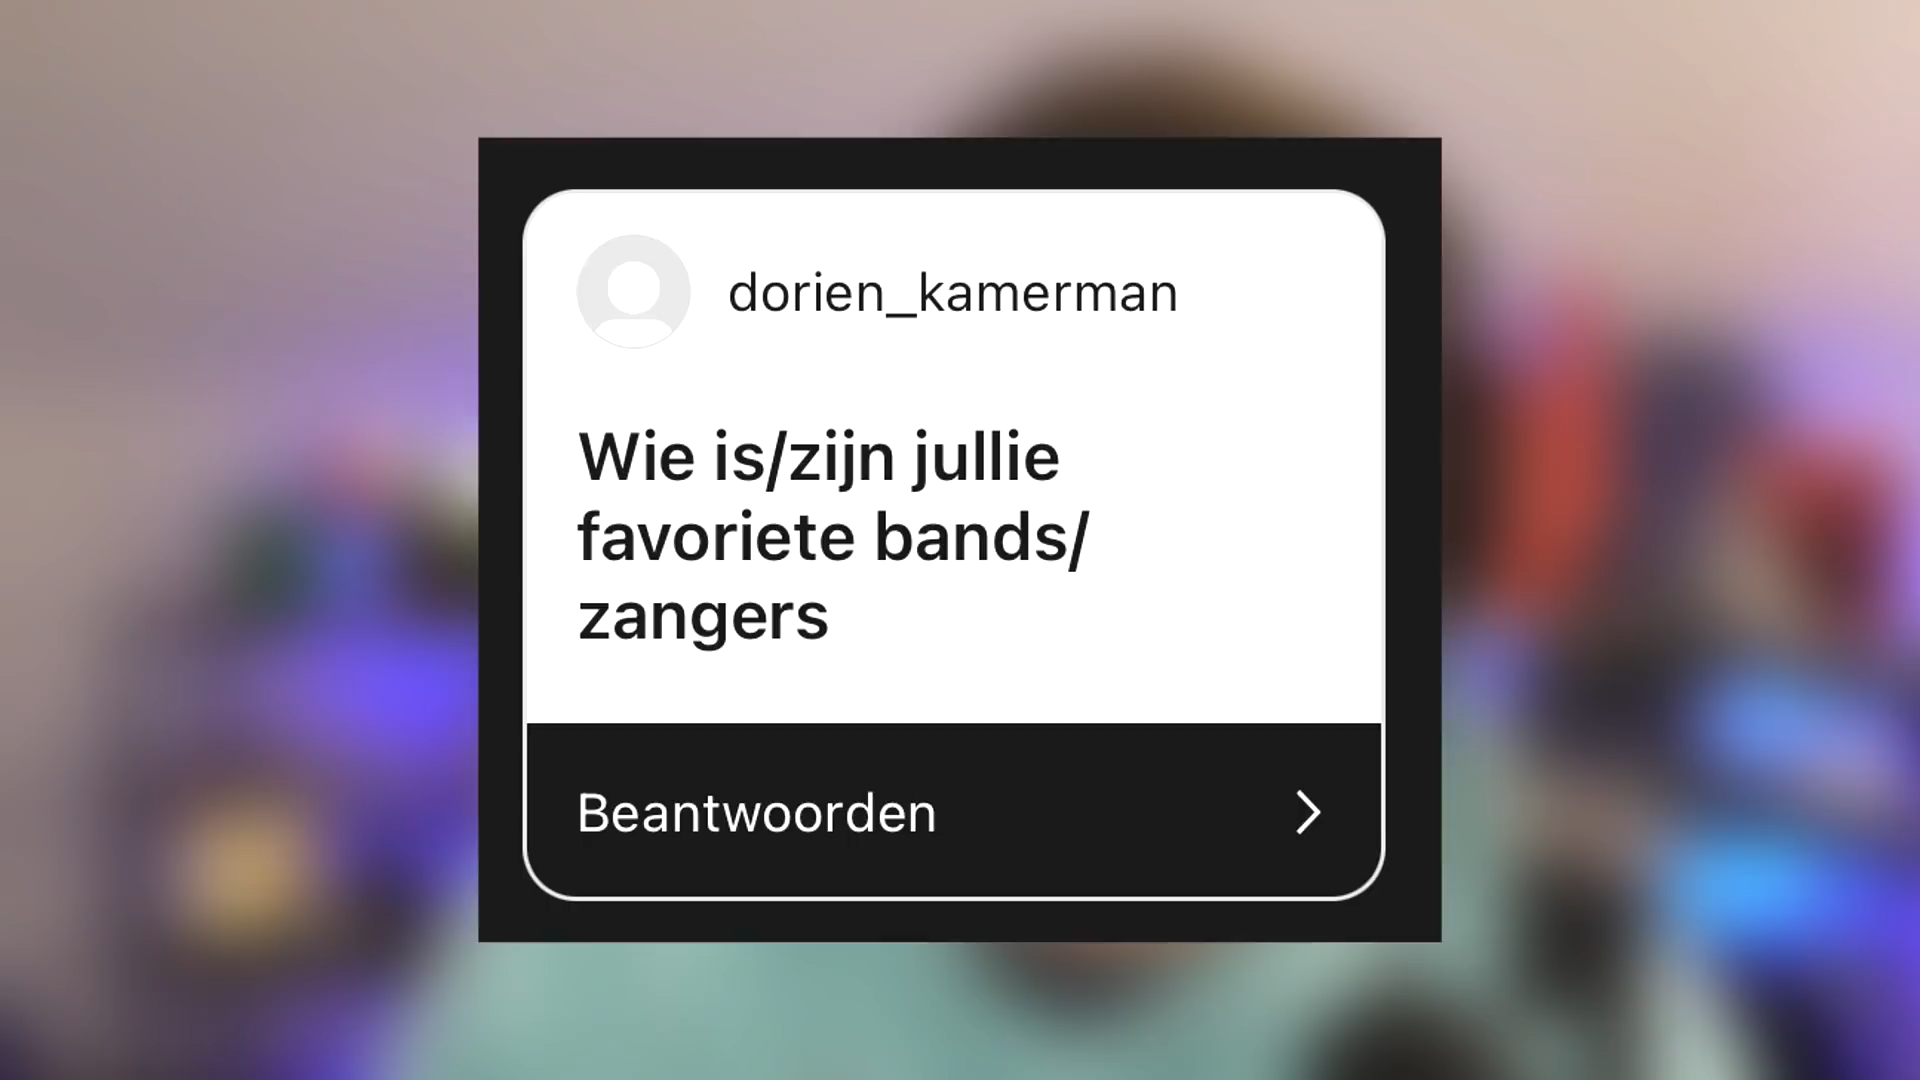 dorien_kamerman
Wie is/zijn jullie
favoriete bands/
zangers
Beantwoorden